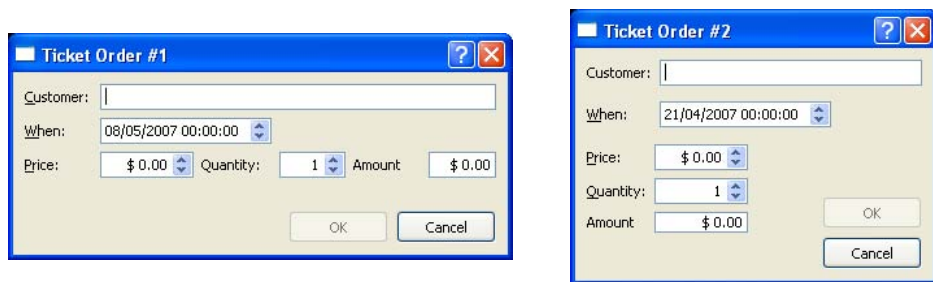 Ticket Order #1
?
X
Customer:
When: 08/05/2007 00:00:00
Price: $ 0.00 Quantity: 1 Amount $ 0.00
OK Cancel
Ticket Order #2
?
X
Customer:
When: 21/04/2007 00:00:00
Price: $ 0.00
Quantity: 1
Amount $ 0.00
OK
Cancel